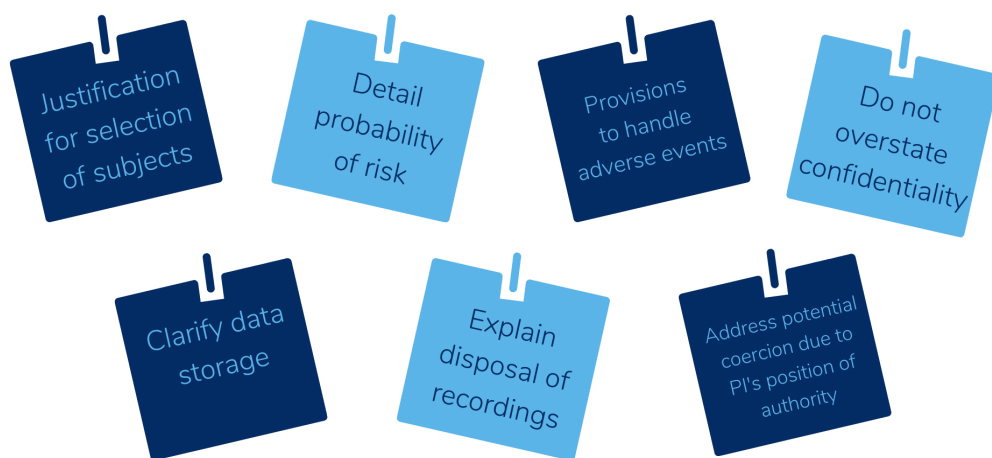 Justification
for selection
of subjects
Detail
probability
of risk
Provisions
to handle
adverse events
Do not
overstate
confidentiality
Clarify data
storage
Explain
disposal of
recordings
Address potential
coercion due to
PI's position of
authority